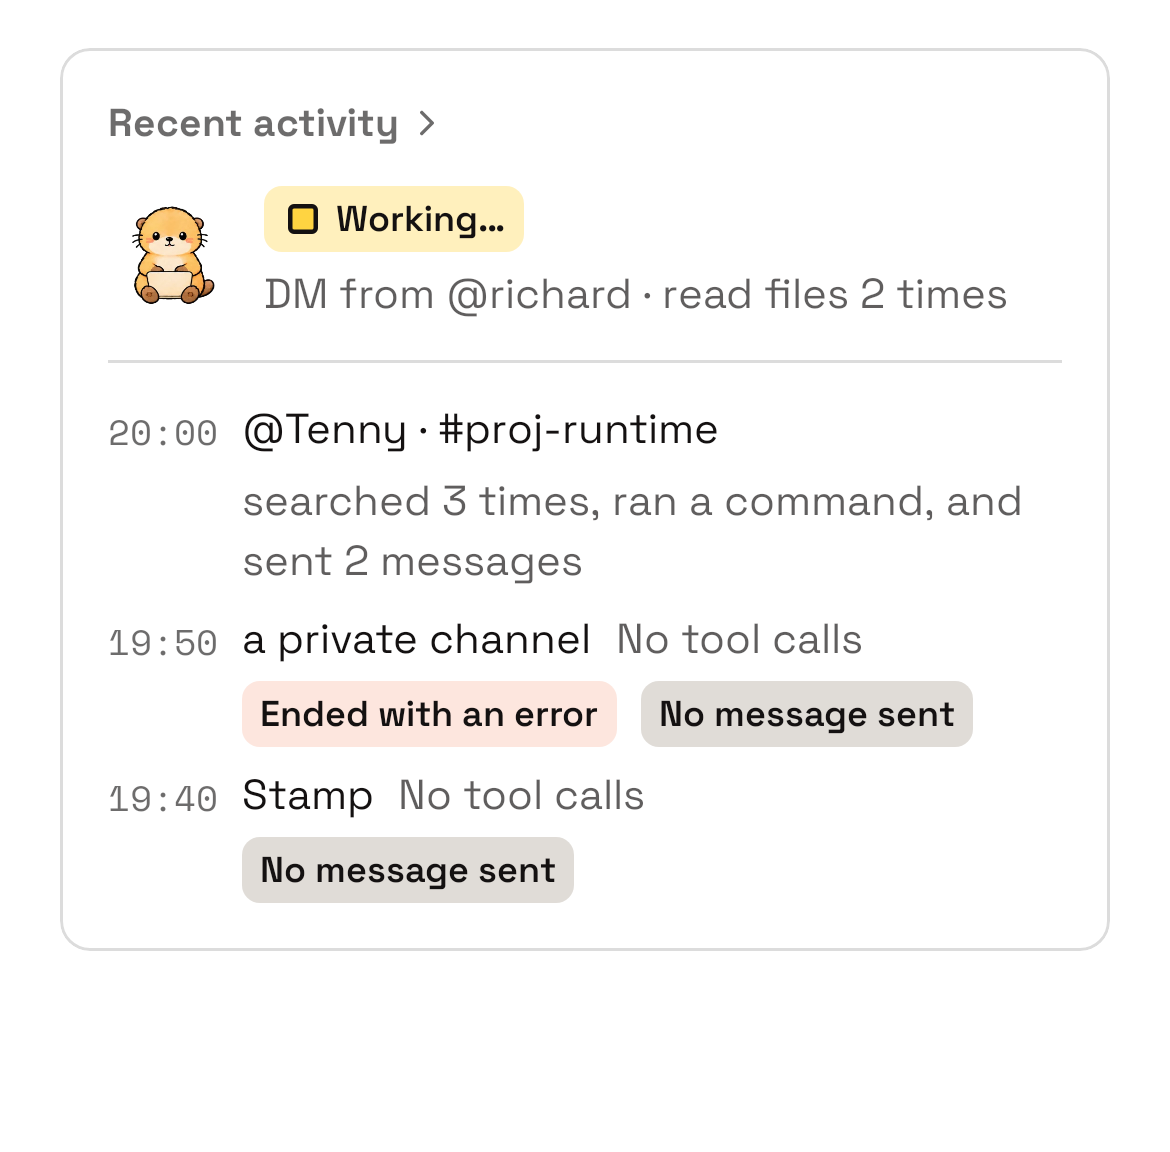 Recent activity
Working...
DM from @richard · read files 2 times
20:00 @Tenny · #proj-runtime
searched 3 times, ran a command, and
sent 2 messages
19:50 a private channel No tool calls
Ended with an error No message sent
19:40 Stamp No tool calls
No message sent